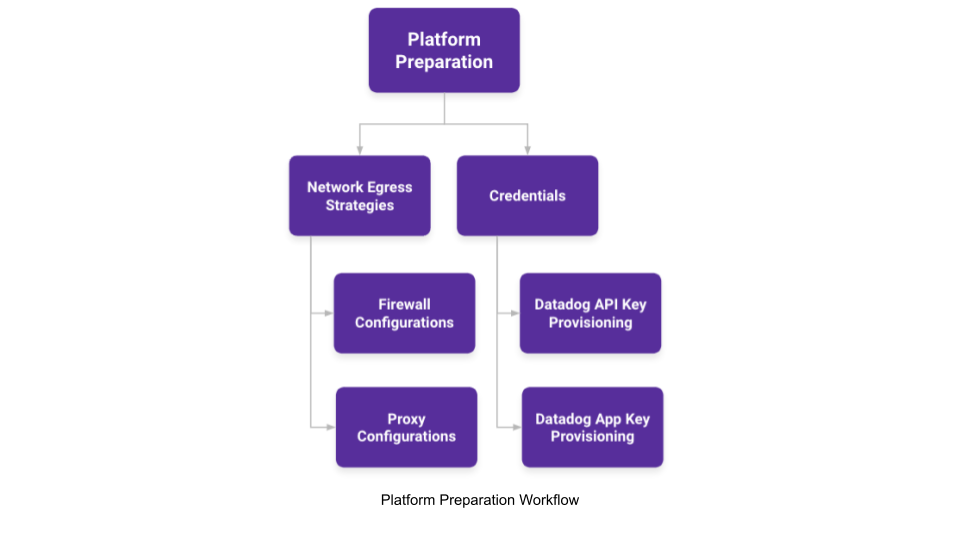 Platform
Preparation
Network Egress
Strategies
Credentials
Firewall
Configurations
Datadog API Key
Provisioning
Proxy
Configurations
Datadog App Key
Provisioning
Platform Preparation Workflow